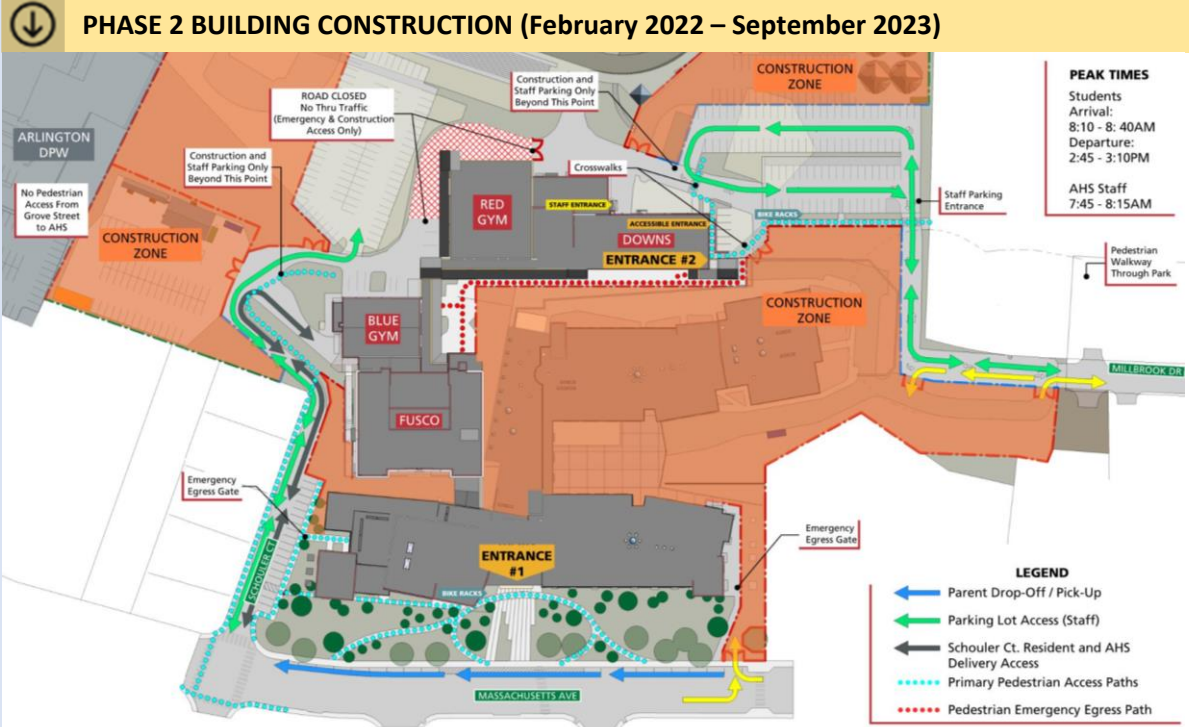 PHASE 2 BUILDING CONSTRUCTION (February 2022 – September 2023)
ARLINGTON
DPW
No Pedestrian
Access From
Grove Street
to AHS
Construction and
Staff Parking Only
Beyond This Point
ROAD CLOSED
No Thru Traffic
(Emergency & Construction
Access Only)
Construction and
Staff Parking Only
Beyond This Point
CONSTRUCTION
ZONE
PEAK TIMES
Students
Arrival:
8:10 - 8: 40AM
Departure:
2:45 - 3:10PM
AHS Staff
7:45 - 8:15AM
Crosswalks
RED
GYM
STAFF ENTRANCE
ACCESSIBLE ENTRANCE
DOWNS
ENTRANCE #2
BIKE RACKS
Staff Parking
Entrance
Pedestrian
Walkway
Through Park
CONSTRUCTION
ZONE
CONSTRUCTION
ZONE
BLUE
GYM
FUSCO
MILLBROOK DR
Emergency
Egress Gate
SCHOULER CT
ENTRANCE
#1
BIKE RACKS
Emergency
Egress Gate
MASSACHUSETTS AVE
LEGEND
Parent Drop-Off / Pick-Up
Parking Lot Access (Staff)
Schouler Ct. Resident and AHS
Delivery Access
Primary Pedestrian Access Paths
Pedestrian Emergency Egress Path